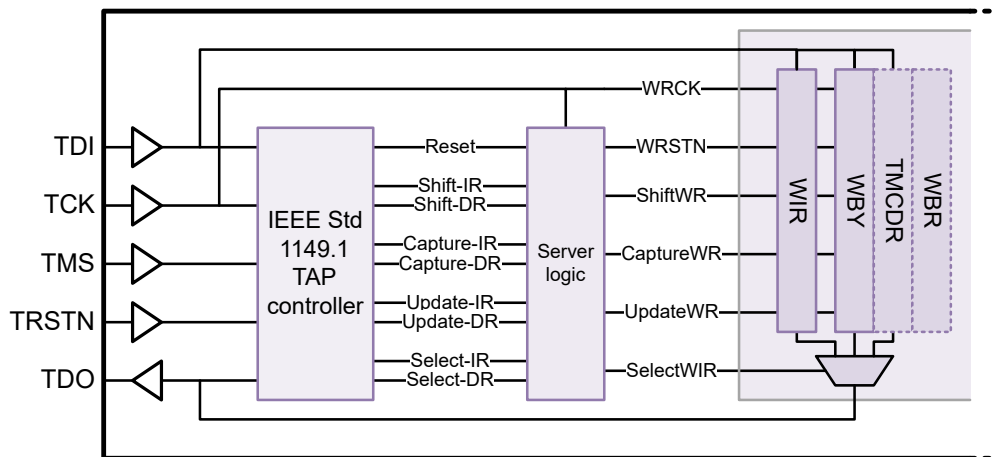 TDI
TCK
TMS
TRSTN
TDO
IEEE Std
1149.1
TAP
controller
Reset
Shift-IR
Shift-DR
Capture-IR
Capture-DR
Update-IR
Update-DR
Select-IR
Select-DR
Server
logic
WRCK
WRSTN
ShiftWR
CaptureWR
UpdateWR
SelectWIR
WIR
WBY
TMCDR
WBR